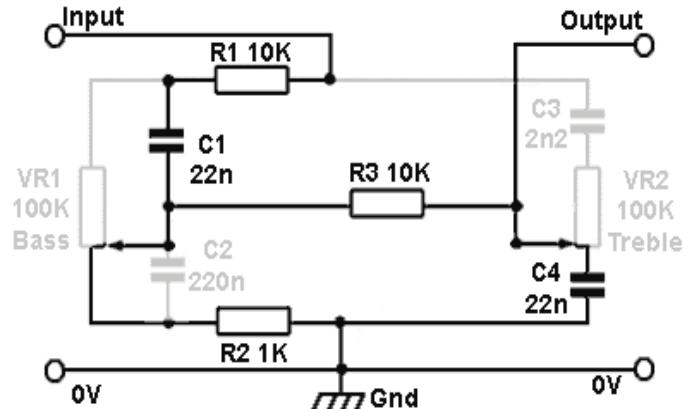 Input
Output
R1 10K
C3
2n2
C1
22n
R3 10K
VR1
100K
Bass
VR2
100K
Treble
C2
220n
C4
22n
R2 1K
0V
0V
Gnd